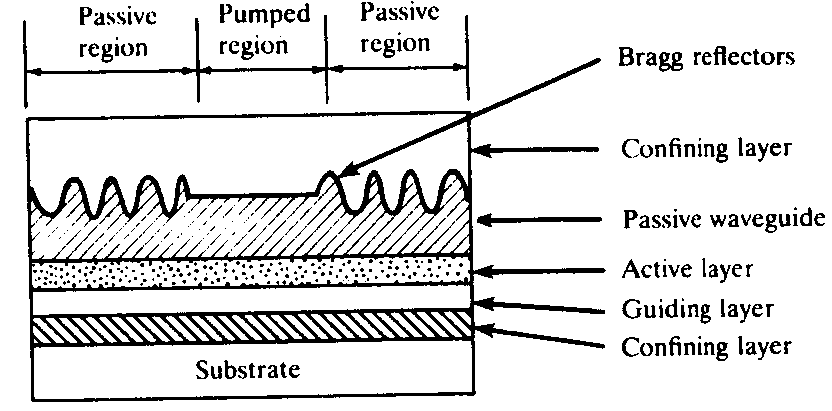 Passive
region
Pumped
region
Passive
region
Bragg reflectors
Confining layer
Passive waveguide
Active layer
Guiding layer
Confining layer
Substrate